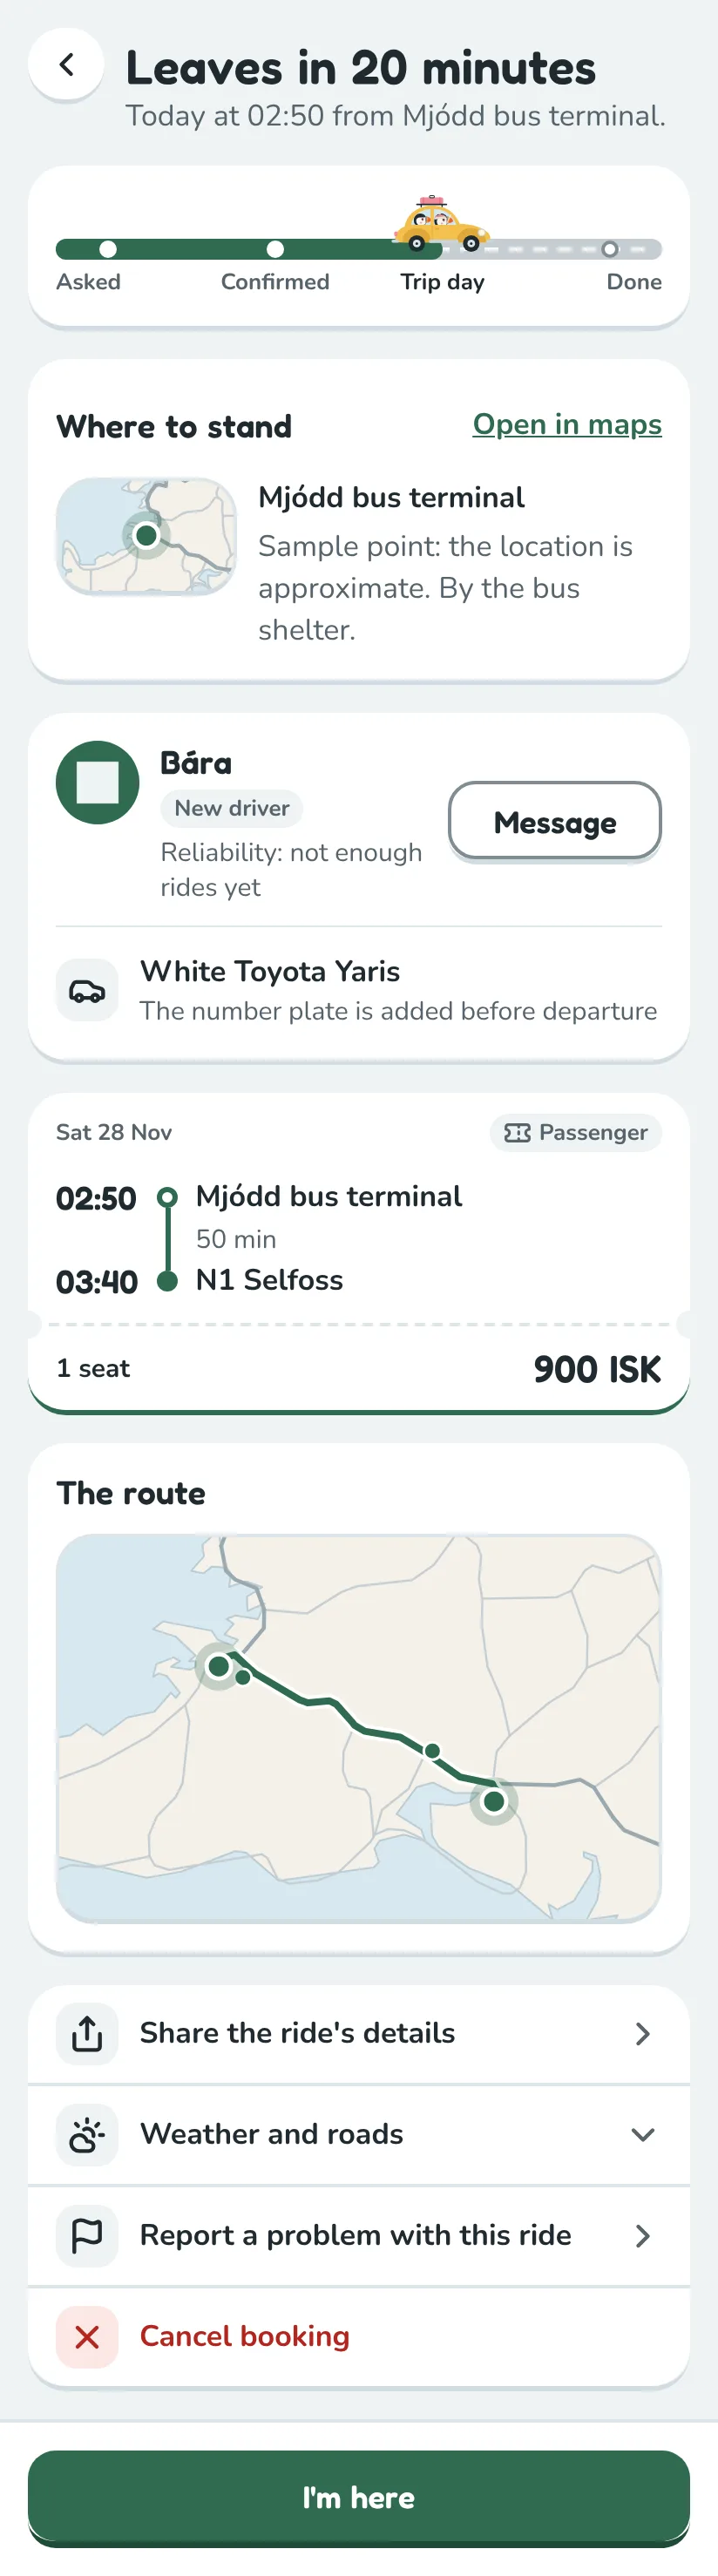 Leaves in 20 minutes
Today at 02:50 from Mjódd bus terminal.
Asked
Confirmed
Trip day
Done
Where to stand
Open in maps
Mjódd bus terminal
Sample point: the location is
approximate. By the bus
shelter.
Bára
New driver
Reliability: not enough
rides yet
Message
White Toyota Yaris
The number plate is added before departure
Sat 28 Nov
Passenger
02:50
Mjódd bus terminal
50 min
03:40
N1 Selfoss
1 seat
900 ISK
The route
Share the ride's details
Weather and roads
Report a problem with this ride
Cancel booking
I'm here